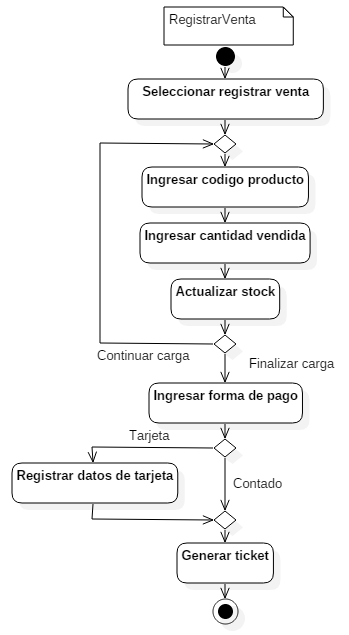 RegistrarVenta
Seleccionar registrar venta
Ingresar codigo producto
Ingresar cantidad vendida
Actualizar stock
Continuar carga
Finalizar carga
Ingresar forma de pago
Tarjeta
Registrar datos de tarjeta
Contado
Generar ticket